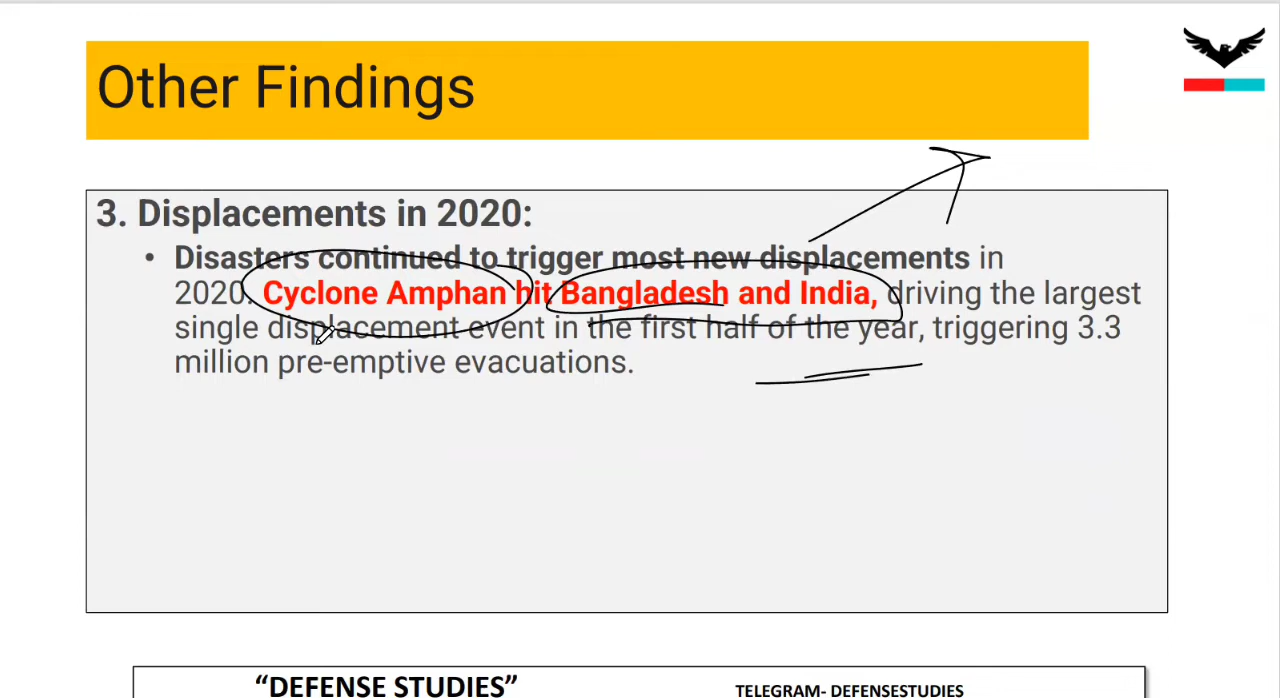 Other Findings
3. Displacements in 2020:
• Disasters continued to trigger most new displacements in
2020. Cyclone Amphan hit Bangladesh and India, driving the largest
single displacement event in the first half of the year, triggering 3.3
million pre-emptive evacuations.
“DEFENSE STUDIES”
TELEGRAM- DEFENSESTUDIES